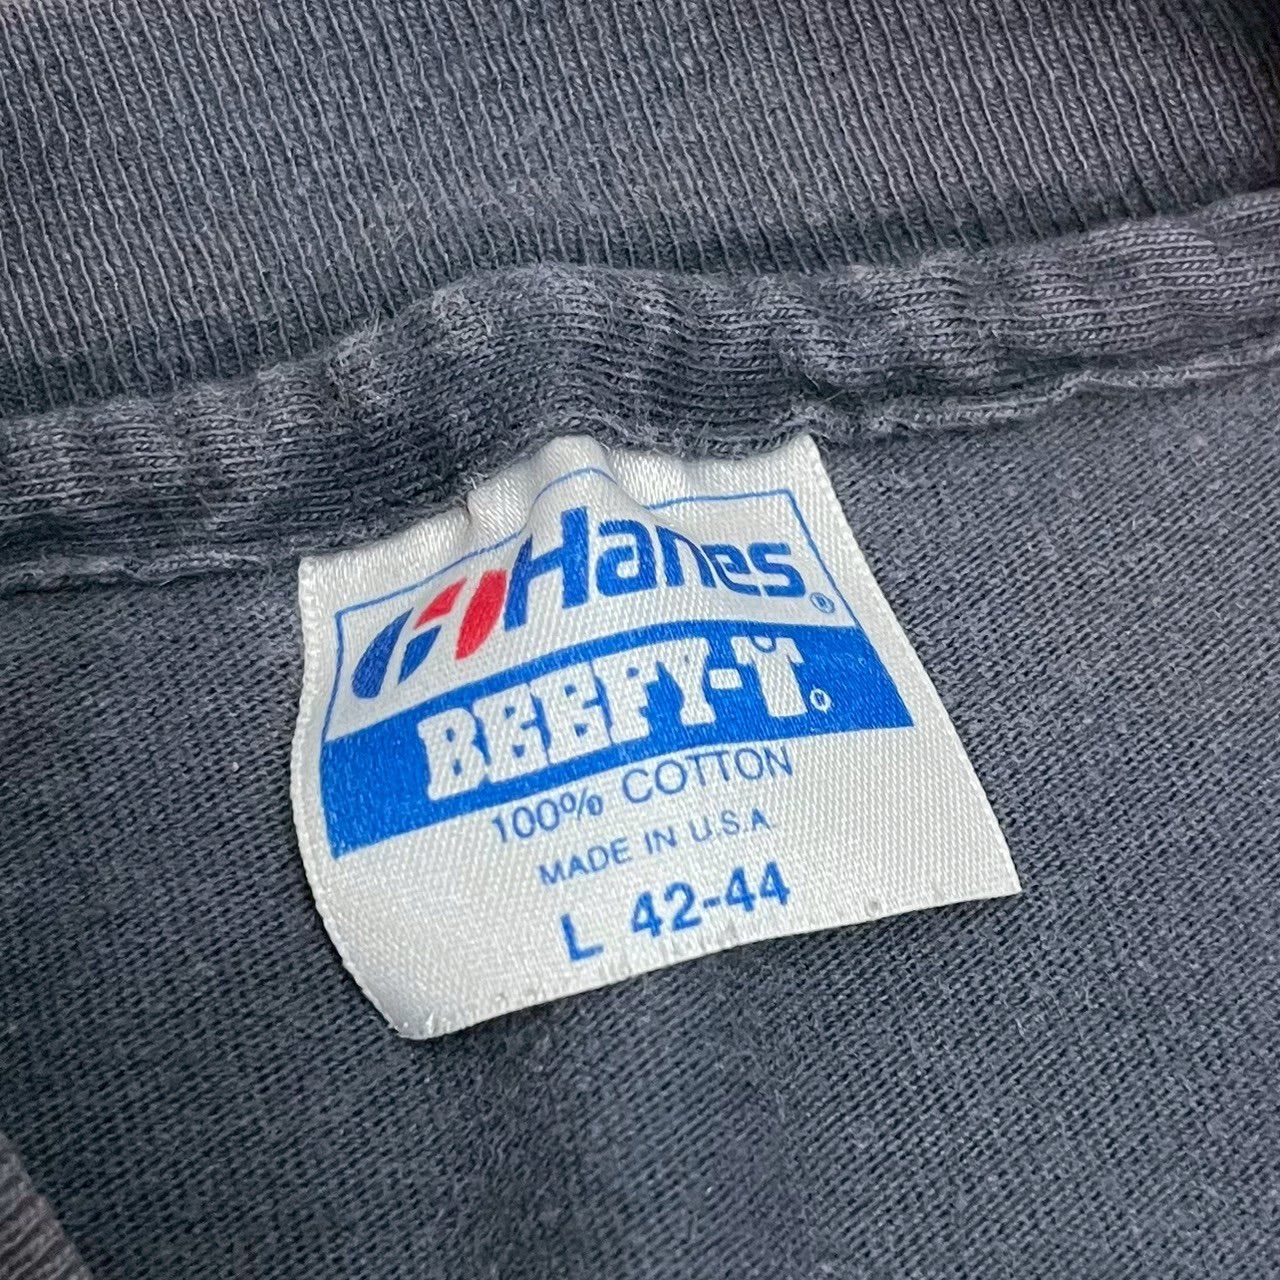 Hanes®
BEEFY-T®
100% COTTON
MADE IN U.S.A.
L 42-44